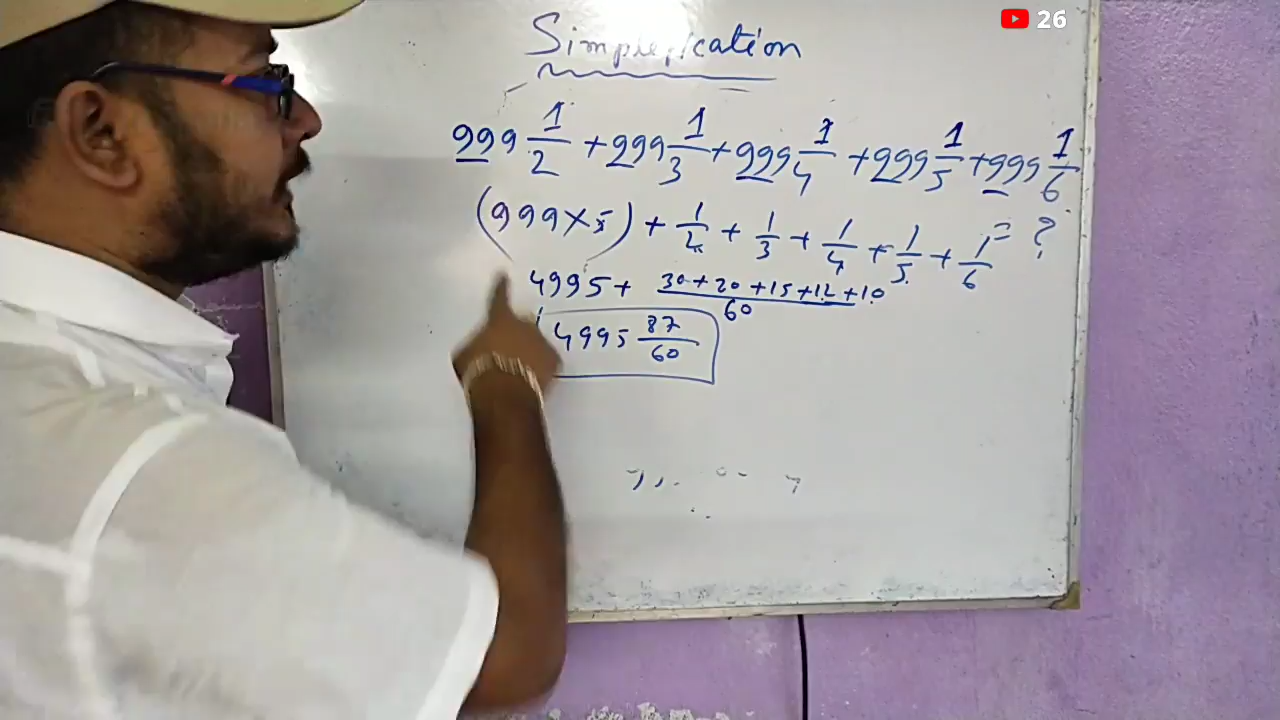 26
Simplification
999 1/2 + 999 1/3 + 999 1/4 + 999 1/5 + 999 1/6
(999×5) + 1/2 + 1/3 + 1/4 + 1/5 + 1/6 = ?
4995 + 30+20+15+12+10/60
4995 87/60